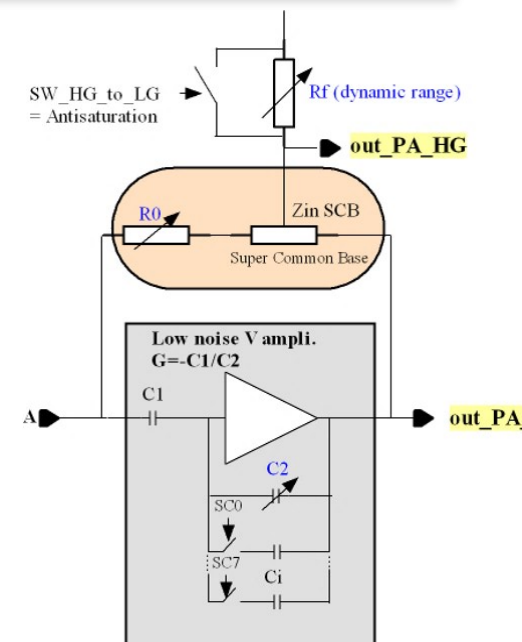 SW_HG_to_LG
= Antisaturation
Rf (dynamic range)
out_PA_HG
R0
Zin SCB
Super Common Base
Low noise V ampli.
G=-C1/C2
C1
A
out_PA_
C2
SC0
SC7
Ci